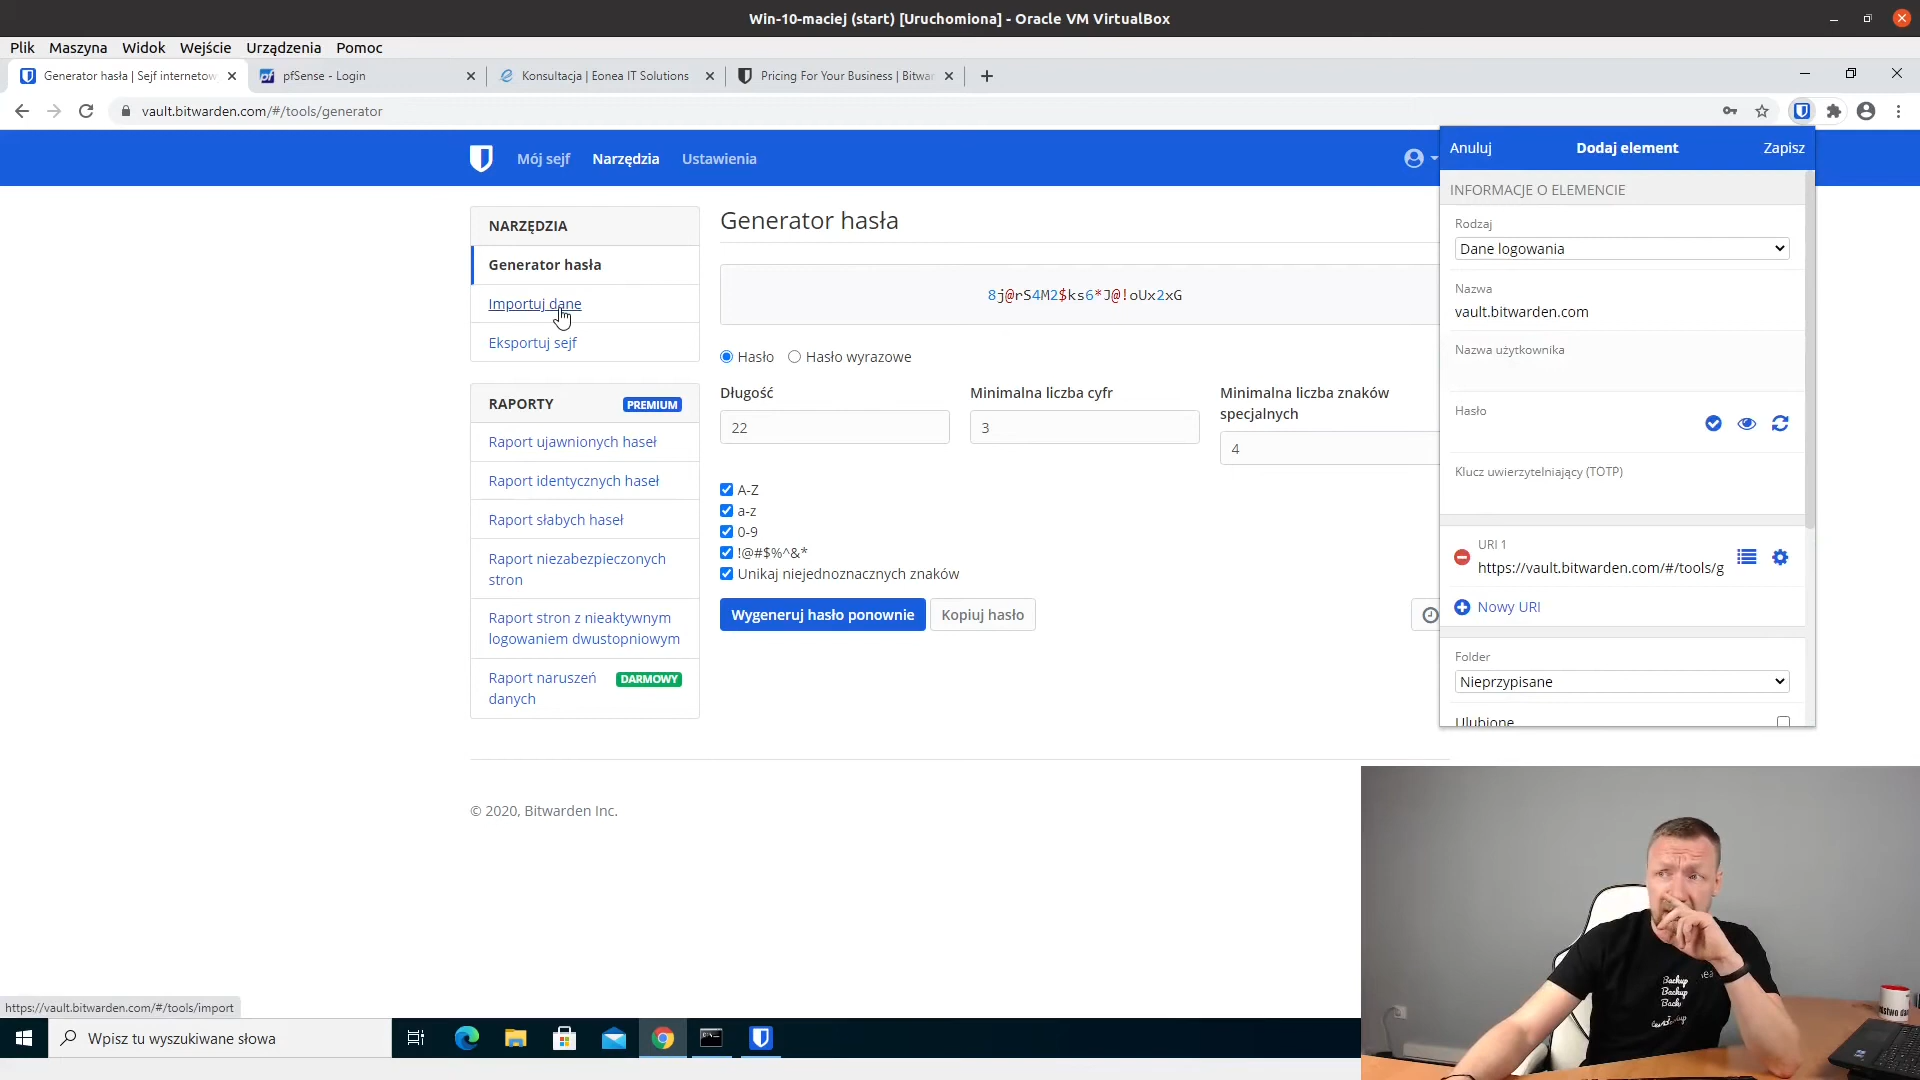 Win-10-maciej (start) [Uruchomiona] - Oracle VM VirtualBox
Plik Maszyna Widok Wejście Urządzenia Pomoc
Generator hasła | Sejf internetow
pfSense - Login
Konsultacja | Eonea IT Solutions
Pricing For Your Business | Bitwar
vault.bitwarden.com/#/tools/generator
Mój sejf Narzędzia Ustawienia
NARZĘDZIA
Generator hasła
Importuj dane
Eksportuj sejf
RAPORTY PREMIUM
Raport ujawnionych haseł
Raport identycznych haseł
Raport słabych haseł
Raport niezabezpieczonych
stron
Raport stron z nieaktywnym
logowaniem dwustopniowym
Raport naruszeń DARMOWY
danych
Generator hasła
8j@rS4M2$ks6*J@!oUx2xG
Hasło Hasło wyrazowe
Długość
22
Minimalna liczba cyfr
3
Minimalna liczba znaków
specjalnych
4
A-Z
a-z
0-9
!@#$%^&*
Unikaj niejednoznacznych znaków
Wygeneruj hasło ponownie Kopiuj hasło
© 2020, Bitwarden Inc.
Anuluj Dodaj element Zapisz
INFORMACJE O ELEMENCIE
Rodzaj
Dane logowania
Nazwa
vault.bitwarden.com
Nazwa użytkownika
Hasło
Klucz uwierzytelniający (TOTP)
URI 1
https://vault.bitwarden.com/#/tools/g
Nowy URI
Folder
Nieprzypisane
Ulubione
Backup
Backup
Back
https://vault.bitwarden.com/#/tools/import
Wpisz tu wyszukiwane słowa